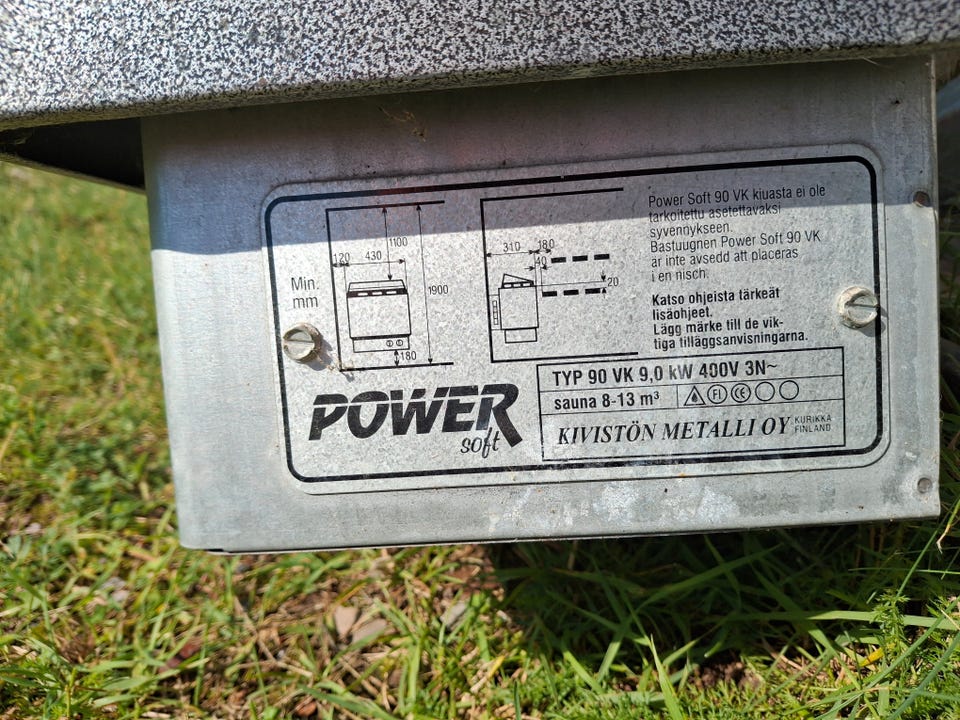 Min.
mm
120
430
1100
1900
180
310
180
40
20
Power Soft 90 VK kiuasta ei ole
tarkoitettu asetettavaksi
syvennykseen.
Bastuugnen Power Soft 90 VK
är inte avsedd att placeras
i en nisch.
Katso ohjeista tärkeät
lisäohjeet.
Lägg märke till de vik-
tiga tilläggsanvisningarna.
POWER
soft
TYP 90 VK 9,0 kW 400V 3N~
sauna 8-13 m³
FI CE
KIVISTÖN METALLI OY KURIKKA
FINLAND